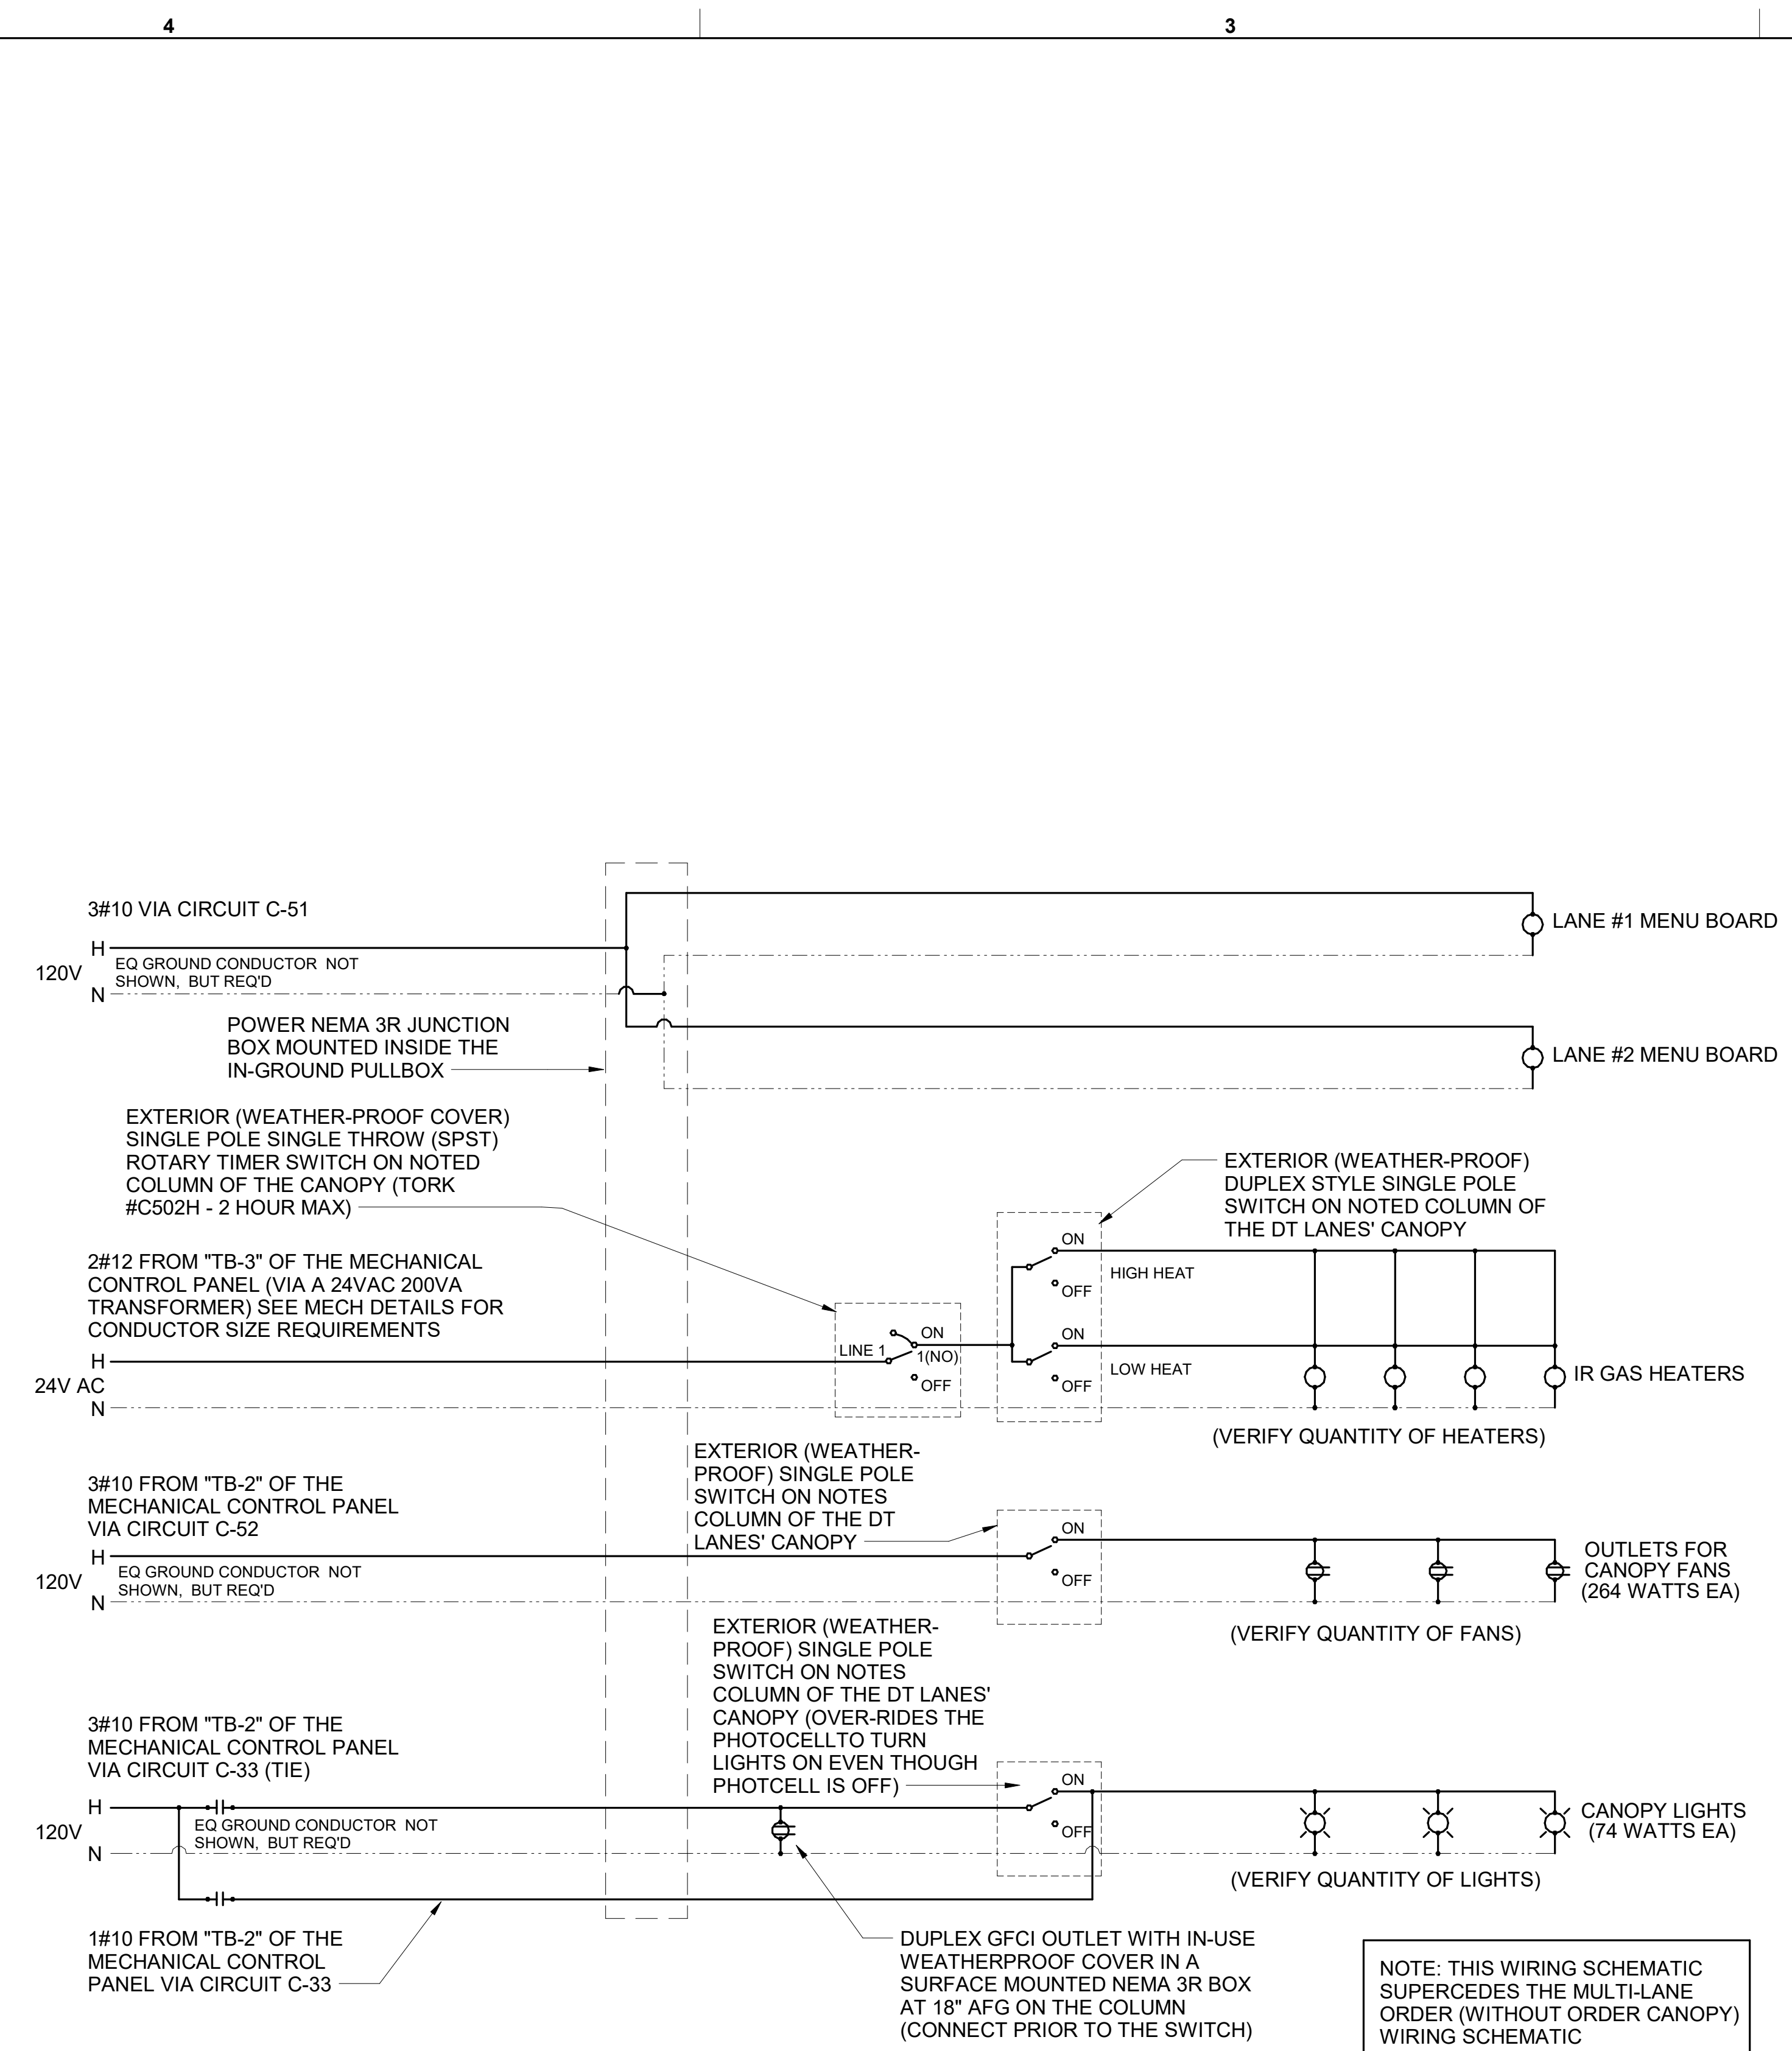 4
3
3#10 VIA CIRCUIT C-51
H
120V
EQ GROUND CONDUCTOR NOT
SHOWN, BUT REQ'D
N
LANE #1 MENU BOARD
LANE #2 MENU BOARD
POWER NEMA 3R JUNCTION
BOX MOUNTED INSIDE THE
IN-GROUND PULLBOX
EXTERIOR (WEATHER-PROOF COVER)
SINGLE POLE SINGLE THROW (SPST)
ROTARY TIMER SWITCH ON NOTED
COLUMN OF THE CANOPY (TORK
#C502H - 2 HOUR MAX)
EXTERIOR (WEATHER-PROOF)
DUPLEX STYLE SINGLE POLE
SWITCH ON NOTED COLUMN OF
THE DT LANES' CANOPY
2#12 FROM "TB-3" OF THE MECHANICAL
CONTROL PANEL (VIA A 24VAC 200VA
TRANSFORMER) SEE MECH DETAILS FOR
CONDUCTOR SIZE REQUIREMENTS
H
24V AC
N
LINE 1
ON
1(NO)
OFF
ON
HIGH HEAT
OFF
ON
LOW HEAT
OFF
IR GAS HEATERS
(VERIFY QUANTITY OF HEATERS)
EXTERIOR (WEATHER-
PROOF) SINGLE POLE
SWITCH ON NOTES
COLUMN OF THE DT
LANES' CANOPY
3#10 FROM "TB-2" OF THE
MECHANICAL CONTROL PANEL
VIA CIRCUIT C-52
H
120V
EQ GROUND CONDUCTOR NOT
SHOWN, BUT REQ'D
N
ON
OFF
OUTLETS FOR
CANOPY FANS
(264 WATTS EA)
(VERIFY QUANTITY OF FANS)
EXTERIOR (WEATHER-
PROOF) SINGLE POLE
SWITCH ON NOTES
COLUMN OF THE DT LANES'
CANOPY (OVER-RIDES THE
PHOTOCELLTO TURN
LIGHTS ON EVEN THOUGH
PHOTCELL IS OFF)
3#10 FROM "TB-2" OF THE
MECHANICAL CONTROL PANEL
VIA CIRCUIT C-33 (TIE)
H
120V
EQ GROUND CONDUCTOR NOT
SHOWN, BUT REQ'D
N
ON
OFF
CANOPY LIGHTS
(74 WATTS EA)
(VERIFY QUANTITY OF LIGHTS)
1#10 FROM "TB-2" OF THE
MECHANICAL CONTROL
PANEL VIA CIRCUIT C-33
DUPLEX GFCI OUTLET WITH IN-USE
WEATHERPROOF COVER IN A
SURFACE MOUNTED NEMA 3R BOX
AT 18" AFG ON THE COLUMN
(CONNECT PRIOR TO THE SWITCH)
NOTE: THIS WIRING SCHEMATIC
SUPERCEDES THE MULTI-LANE
ORDER (WITHOUT ORDER CANOPY)
WIRING SCHEMATIC